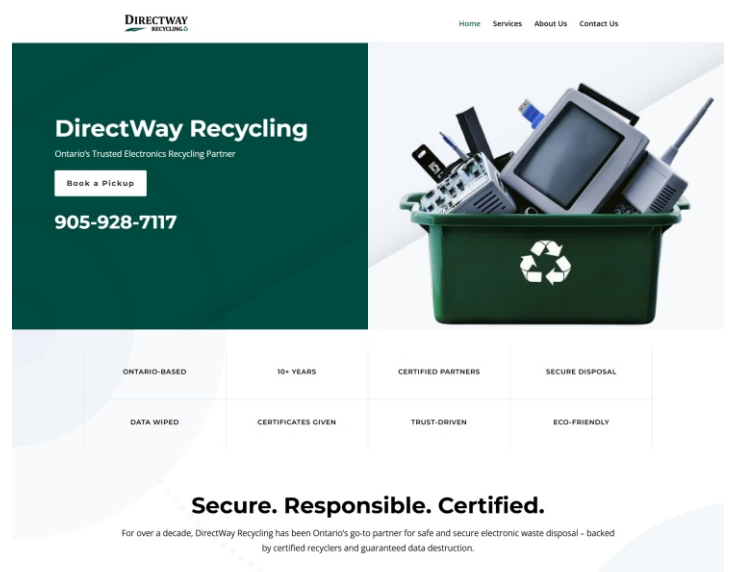 DIRECTWAY
RECYCLING
Home Services About Us Contact Us
DirectWay Recycling
Ontario's Trusted Electronics Recycling Partner
Book a Pickup
905-928-7117
ONTARIO-BASED 10+ YEARS CERTIFIED PARTNERS SECURE DISPOSAL
DATA WIPED CERTIFICATES GIVEN TRUST-DRIVEN ECO-FRIENDLY
Secure. Responsible. Certified.
For over a decade, DirectWay Recycling has been Ontario's go-to partner for safe and secure electronic waste disposal – backed
by certified recyclers and guaranteed data destruction.